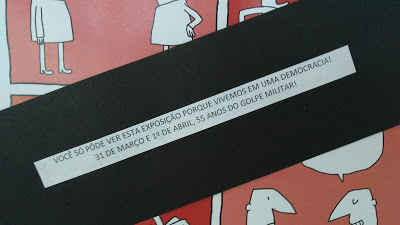 VOCÊ SÓ PÔDE VER ESTA EXPOSIÇÃO PORQUE VIVEMOS EM UMA DEMOCRACIA!
31 DE MARÇO E 1º DE ABRIL, 55 ANOS DO GOLPE MILITAR!